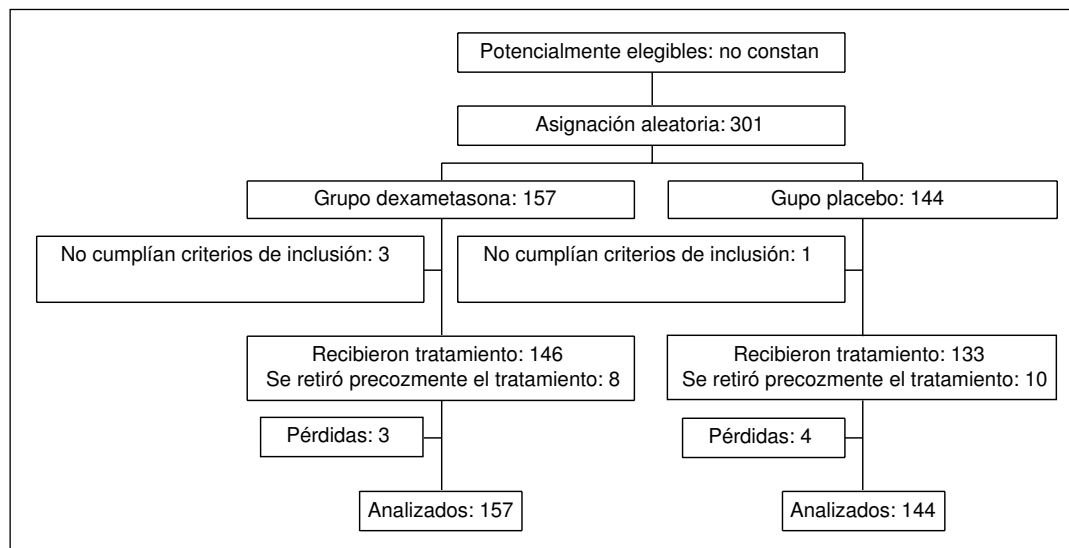 Potencialmente elegibles: no constan
Asignación aleatoria: 301
Grupo dexametasona: 157
Gupo placebo: 144
No cumplían criterios de inclusión: 3
No cumplían criterios de inclusión: 1
Recibieron tratamiento: 146
Se retiró precozmente el tratamiento: 8
Recibieron tratamiento: 133
Se retiró precozmente el tratamiento: 10
Pérdidas: 3
Pérdidas: 4
Analizados: 157
Analizados: 144